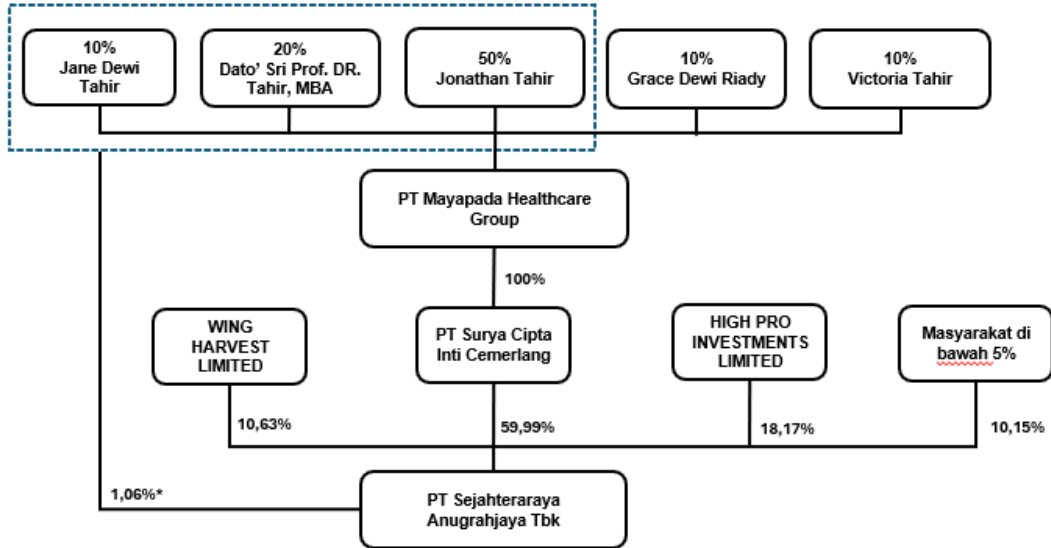 10%
Jane Dewi
Tahir
20%
Dato' Sri Prof. DR.
Tahir, MBA
50%
Jonathan Tahir
10%
Grace Dewi Riady
10%
Victoria Tahir
PT Mayapada Healthcare
Group
100%
WING
HARVEST
LIMITED
PT Surya Cipta
Inti Cemerlang
HIGH PRO
INVESTMENTS
LIMITED
Masyarakat di
bawah 5%
10,63%
59,99%
18,17%
10,15%
1,06%*
PT Sejahteraraya
Anugrahjaya Tbk